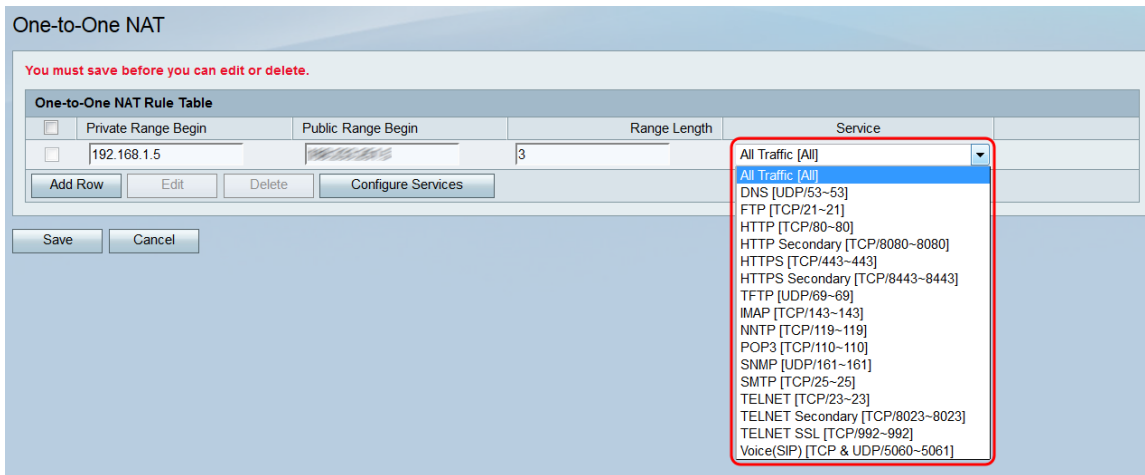 One-to-One NAT
You must save before you can edit or delete.
One-to-One NAT Rule Table
Private Range Begin Public Range Begin Range Length Service
192.168.1.5 3 All Traffic [All]
Add Row Edit Delete Configure Services
All Traffic [All]
DNS [UDP/53~53]
FTP [TCP/21~21]
HTTP [TCP/80~80]
HTTP Secondary [TCP/8080~8080]
HTTPS [TCP/443~443]
HTTPS Secondary [TCP/8443~8443]
TFTP [UDP/69~69]
IMAP [TCP/143~143]
NNTP [TCP/119~119]
POP3 [TCP/110~110]
SNMP [UDP/161~161]
SMTP [TCP/25~25]
TELNET [TCP/23~23]
TELNET Secondary [TCP/8023~8023]
TELNET SSL [TCP/992~992]
Voice(SIP) [TCP & UDP/5060~5061]
Save Cancel